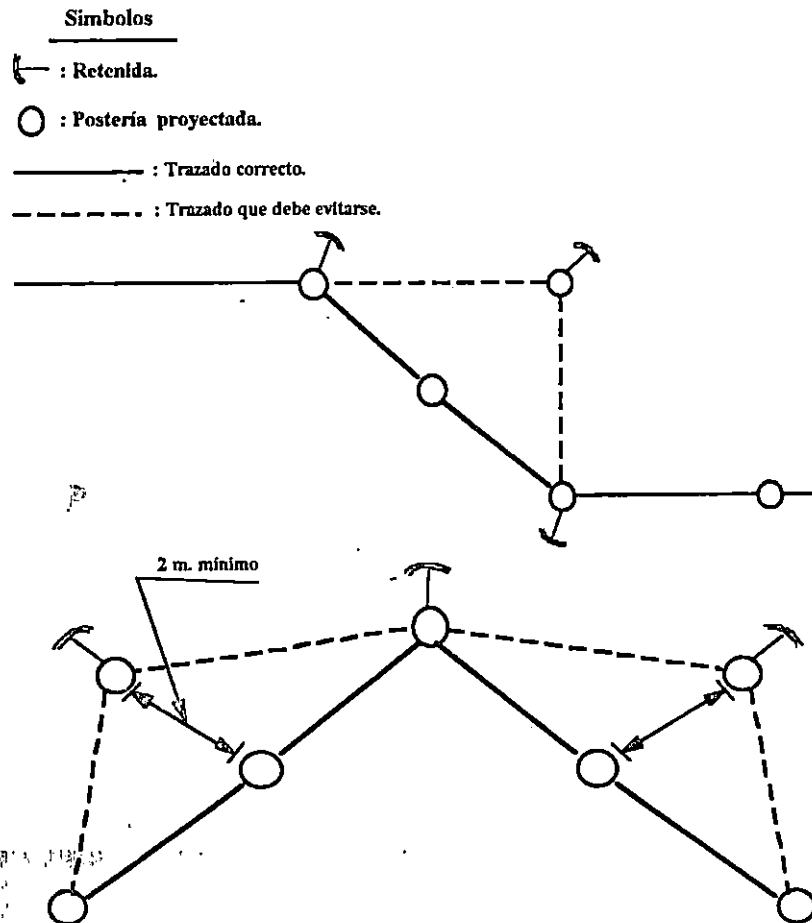 Simbolos
: Retenida.
: Postería proyectada.
: Trazado correcto.
: Trazado que debe evitarse.
2 m. mínimo